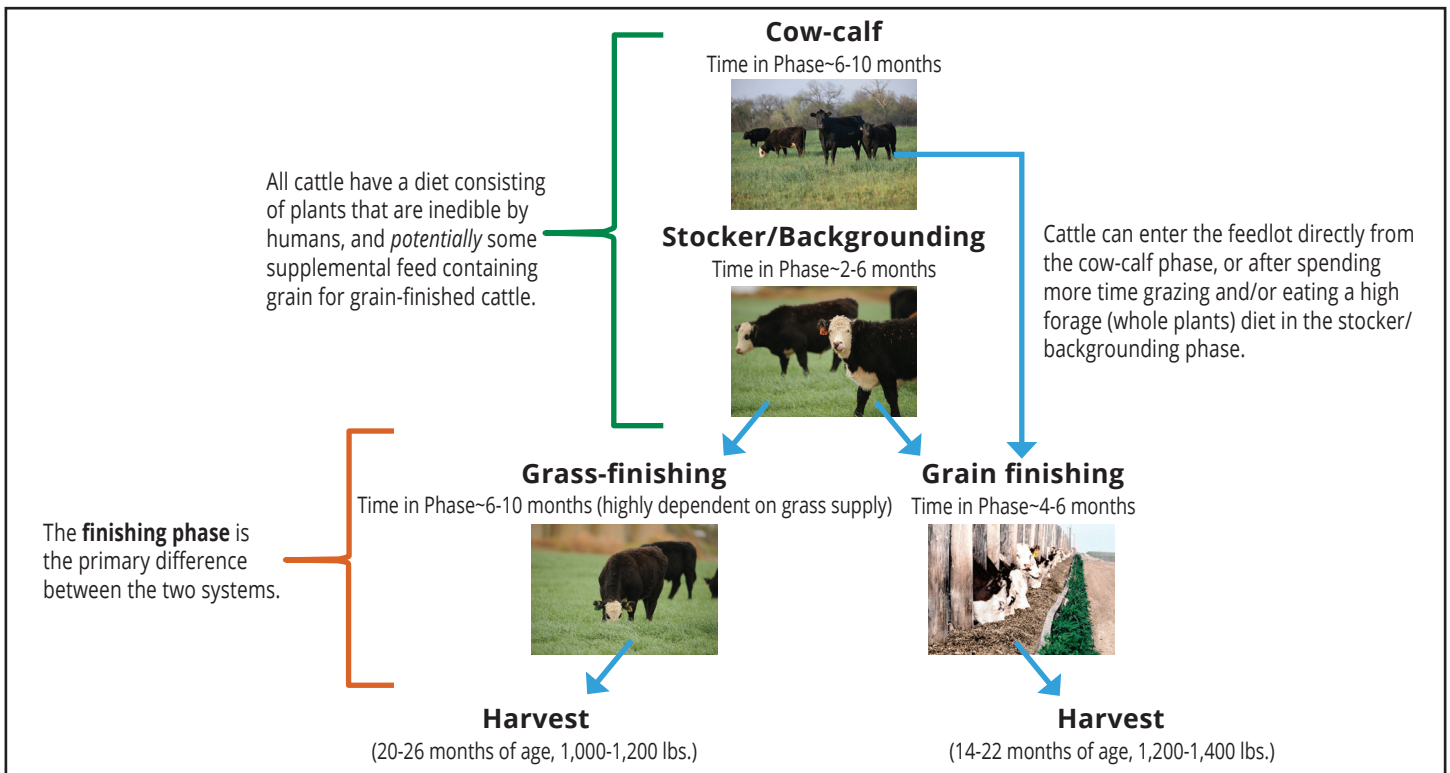 Cow-calf
Time in Phase~6-10 months
All cattle have a diet consisting
of plants that are inedible by
humans, and potentially some
supplemental feed containing
grain for grain-finished cattle.
Stocker/Backgrounding
Time in Phase~2-6 months
Cattle can enter the feedlot directly from
the cow-calf phase, or after spending
more time grazing and/or eating a high
forage (whole plants) diet in the stocker/
backgrounding phase.
The finishing phase is
the primary difference
between the two systems.
Grass-finishing
Time in Phase~6-10 months (highly dependent on grass supply)
Grain finishing
Time in Phase~4-6 months
Harvest
(20-26 months of age, 1,000-1,200 lbs.)
Harvest
(14-22 months of age, 1,200-1,400 lbs.)